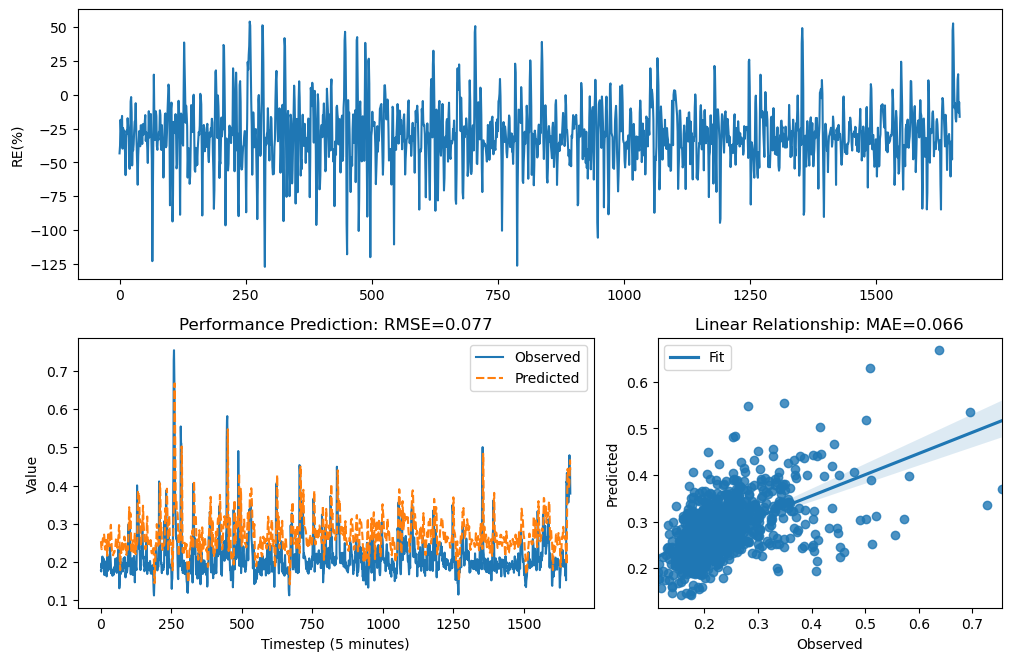 50
25
0
−25
−50
−75
−100
−125
RE(%)
0 250 500 750 1000 1250 1500
Performance Prediction: RMSE=0.077
Observed
Predicted
0.7
0.6
0.5
0.4
0.3
0.2
0.1
Value
0 250 500 750 1000 1250 1500
Timestep (5 minutes)
Linear Relationship: MAE=0.066
Fit
0.6
0.5
0.4
0.3
0.2
Predicted
0.2 0.3 0.4 0.5 0.6 0.7
Observed